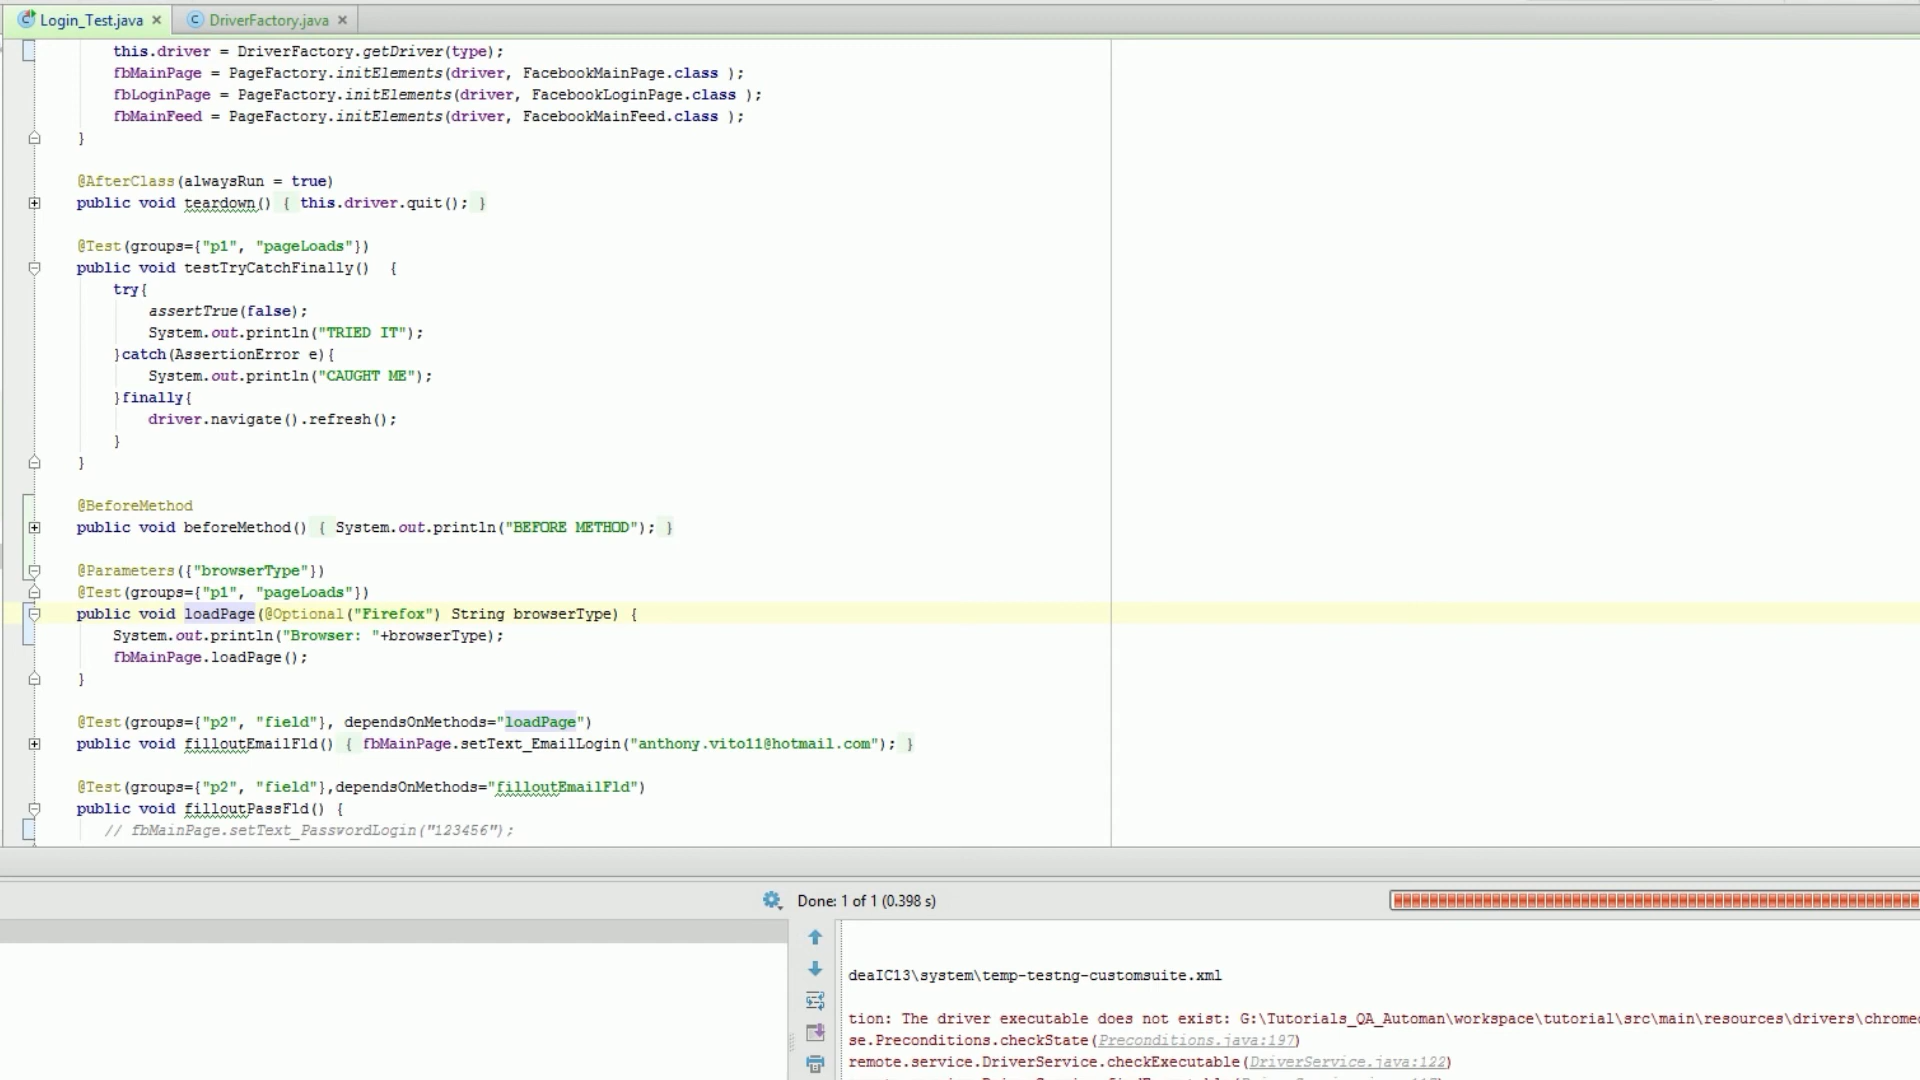 Login_Test.java × DriverFactory.java ×
this.driver = DriverFactory.getDriver(type);
fbMainPage = PageFactory.initElements(driver, FacebookMainPage.class );
fbLoginPage = PageFactory.initElements(driver, FacebookLoginPage.class );
fbMainFeed = PageFactory.initElements(driver, FacebookMainFeed.class );
}
@AfterClass(alwaysRun = true)
public void teardown() { this.driver.quit(); }
@Test(groups={"p1", "pageLoads"})
public void testTryCatchFinally() {
try{
assertTrue(false);
System.out.println("TRIED IT");
}catch(AssertionError e){
System.out.println("CAUGHT ME");
}finally{
driver.navigate().refresh();
}
}
@BeforeMethod
public void beforeMethod() { System.out.println("BEFORE METHOD"); }
@Parameters({"browserType"})
@Test(groups={"p1", "pageLoads"})
public void loadPage(@Optional("Firefox") String browserType) {
System.out.println("Browser: "+browserType);
fbMainPage.loadPage();
}
@Test(groups={"p2", "field"}, dependsOnMethods="loadPage")
public void filloutEmailFld() { fbMainPage.setText_EmailLogin("anthony.vito11@hotmail.com"); }
@Test(groups={"p2", "field"},dependsOnMethods="filloutEmailFld")
public void filloutPassFld() {
// fbMainPage.setText_PasswordLogin("123456");
Done: 1 of 1 (0.398 s)
deaIC13\system\temp-testng-customsuite.xml
tion: The driver executable does not exist: G:\Tutorials_QA_Automan\workspace\tutorial\src\main\resources\drivers\chrome
se.Preconditions.checkState(Preconditions.java:197)
remote.service.DriverService.checkExecutable(DriverService.java:122)